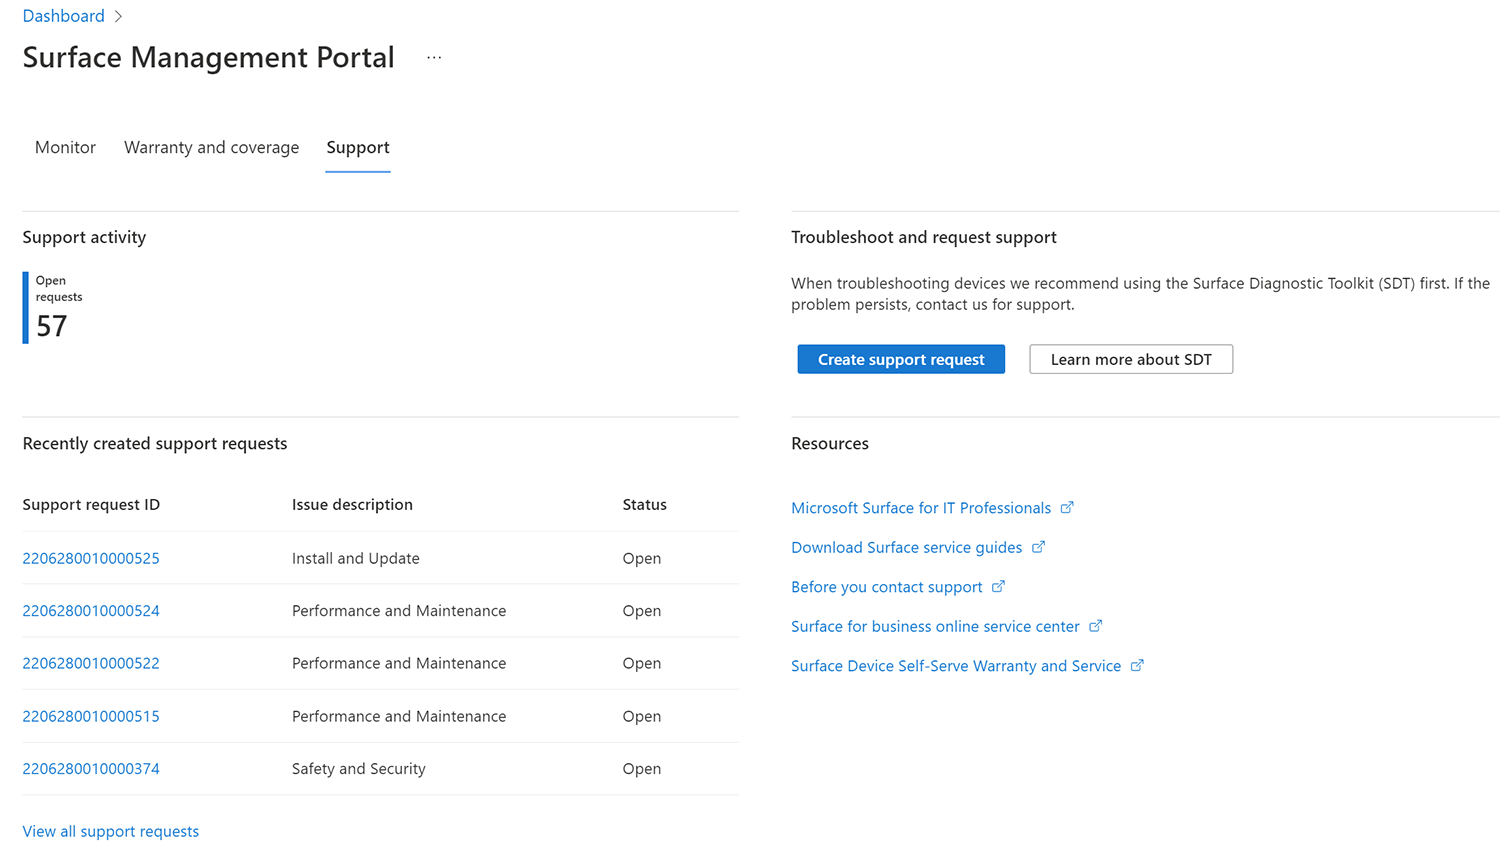 Dashboard
Surface Management Portal ...
Monitor Warranty and coverage Support
Support activity
Open
requests
57
Troubleshoot and request support
When troubleshooting devices we recommend using the Surface Diagnostic Toolkit (SDT) first. If the
problem persists, contact us for support.
Create support request Learn more about SDT
Recently created support requests
Support request ID Issue description Status
2206280010000525 Install and Update Open
2206280010000524 Performance and Maintenance Open
2206280010000522 Performance and Maintenance Open
2206280010000515 Performance and Maintenance Open
2206280010000374 Safety and Security Open
View all support requests
Resources
Microsoft Surface for IT Professionals
Download Surface service guides
Before you contact support
Surface for business online service center
Surface Device Self-Serve Warranty and Service